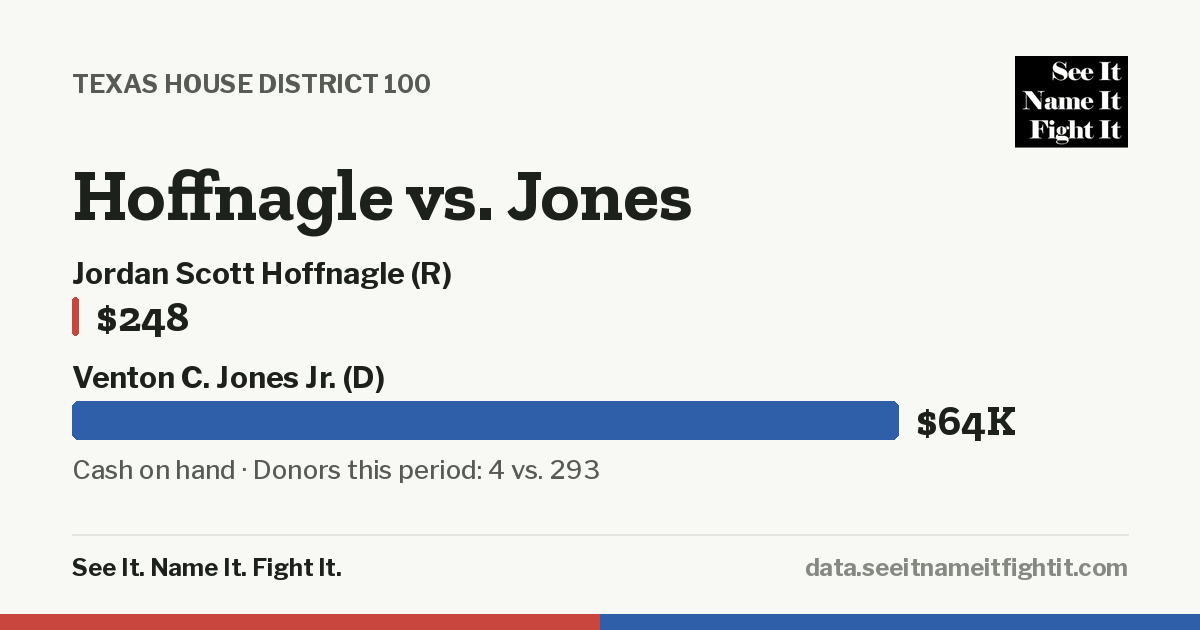 TEXAS HOUSE DISTRICT 100
See It
Name It
Fight It
Hoffnagle vs. Jones
Jordan Scott Hoffnagle (R)
$248
Venton C. Jones Jr. (D)
$64K
Cash on hand · Donors this period: 4 vs. 293
See It. Name It. Fight It.
data.seeitnameitfightit.com